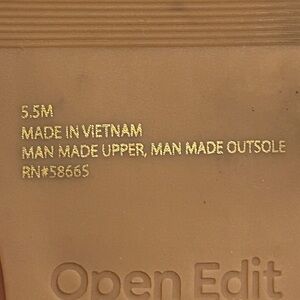 5.5M
MADE IN VIETNAM
MAN MADE UPPER, MAN MADE OUTSOLE
RN#58665
Open Edit